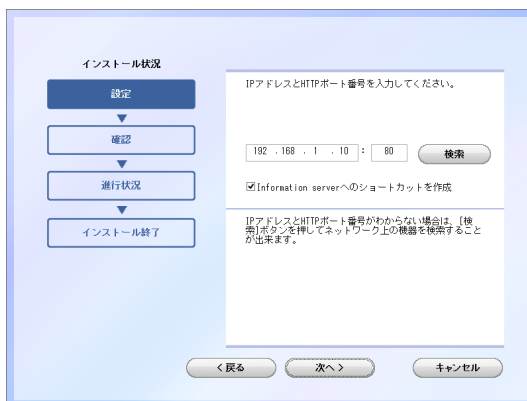 インストール状況
設定
確認
進行状況
インストール終了
IPアドレスとHTTPポート番号を入力してください。
192 .168 . 1 . 10 : 80 検索
Information serverへのショートカットを作成
IPアドレスとHTTPポート番号がわからない場合は、[検
索]ボタンを押してネットワーク上の機器を検索すること
が出来ます。
< 戻る 次へ > キャンセル